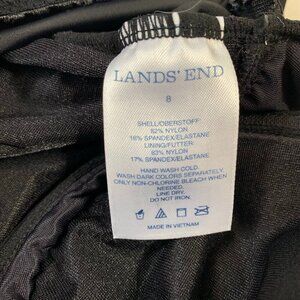 LANDS' END
8
SHELL/OBERSTOFF:
82% NYLON
18% SPANDEX/ELASTANE
LINING/FUTTER:
83% NYLON
17% SPANDEX/ELASTANE
HAND WASH COLD.
WASH DARK COLORS SEPARATELY.
ONLY NON-CHLORINE BLEACH WHEN
NEEDED.
LINE DRY.
DO NOT IRON.
MADE IN VIETNAM